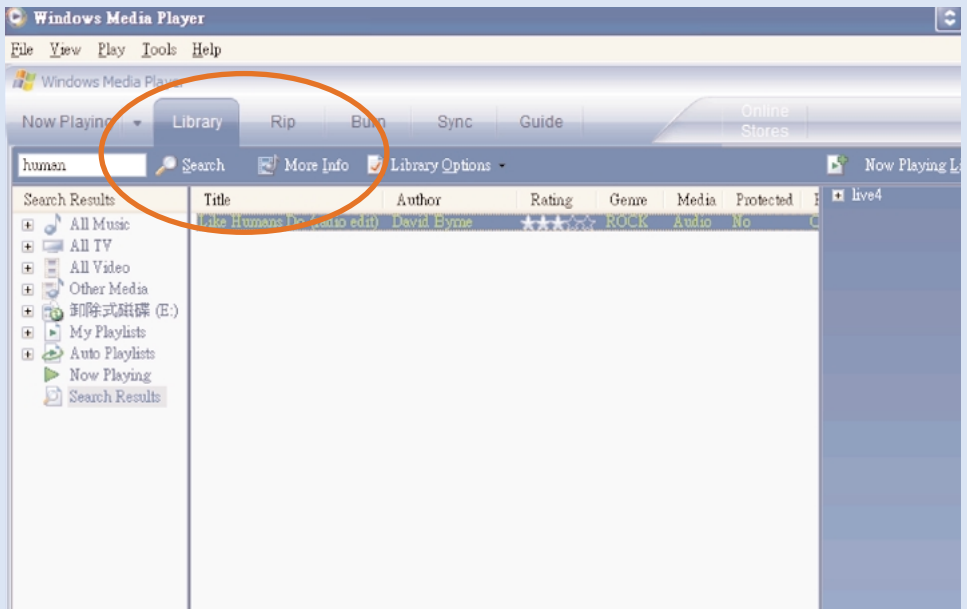 Windows Media Player
File View Play Tools Help
Windows Media Player
Now Playing Library Rip Burn Sync Guide Online Stores
human Search More Info Library Options Now Playing Li
Search Results Title Author Rating Genre Media Protected
Like Humans Do (radio edit) David Byrne ROCK Audio No
live4
All Music
All TV
All Video
Other Media
卸除式磁碟 (E:)
My Playlists
Auto Playlists
Now Playing
Search Results